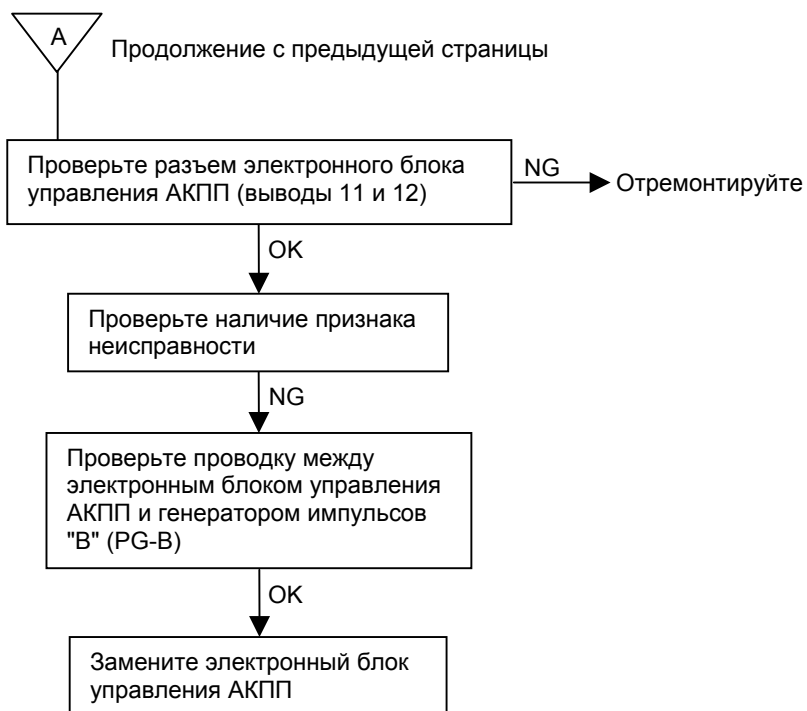 A
Продолжение с предыдущей страницы
Проверьте разъем электронного блока
управления АКПП (выводы 11 и 12)
NG
Отремонтируйте
OK
Проверьте наличие признака
неисправности
NG
Проверьте проводку между
электронным блоком управления
АКПП и генератором импульсов
"B" (PG-B)
OK
Замените электронный блок
управления АКПП